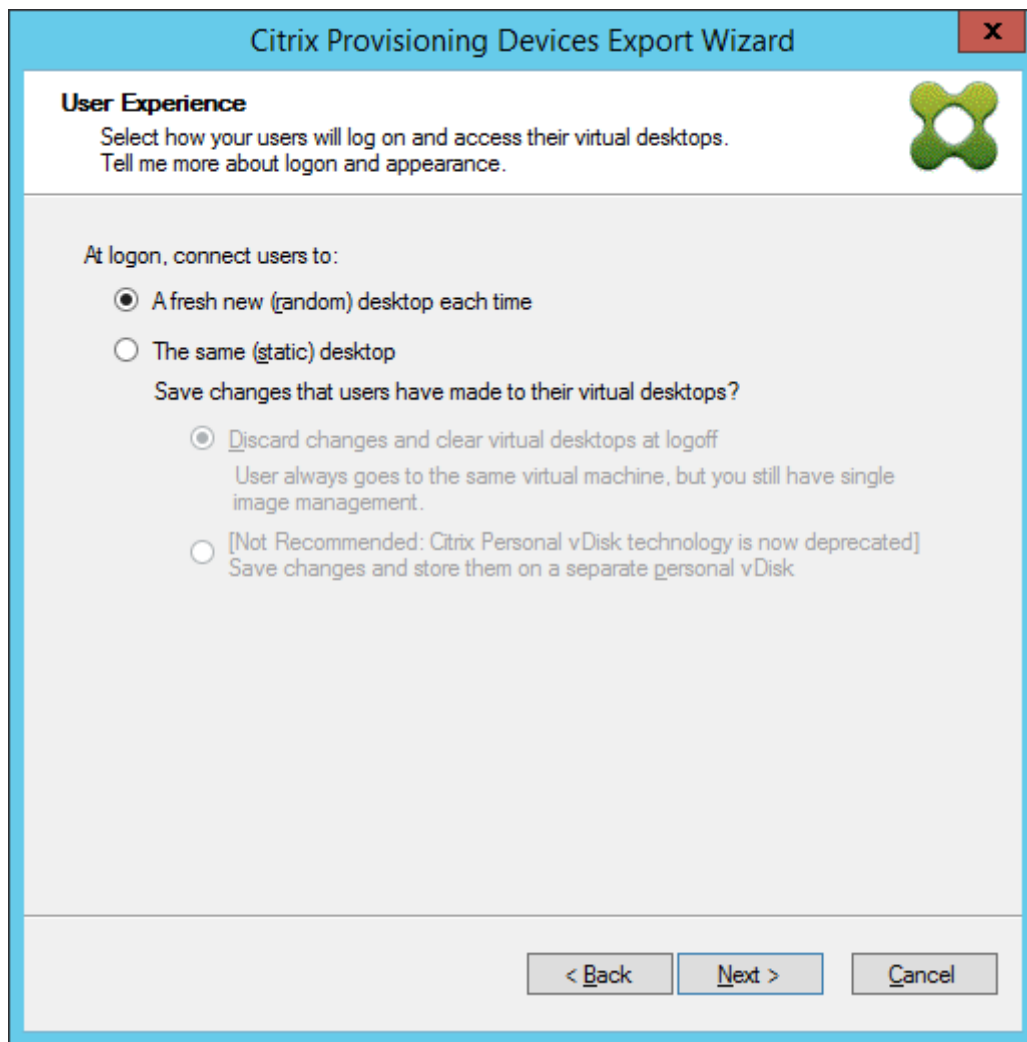 Citrix Provisioning Devices Export Wizard
x
User Experience
Select how your users will log on and access their virtual desktops.
Tell me more about logon and appearance.
At logon, connect users to:
A fresh new (random) desktop each time
The same (static) desktop
Save changes that users have made to their virtual desktops?
Discard changes and clear virtual desktops at logoff
User always goes to the same virtual machine, but you still have single
image management.
[Not Recommended: Citrix Personal vDisk technology is now deprecated]
Save changes and store them on a separate personal vDisk
< Back
Next >
Cancel